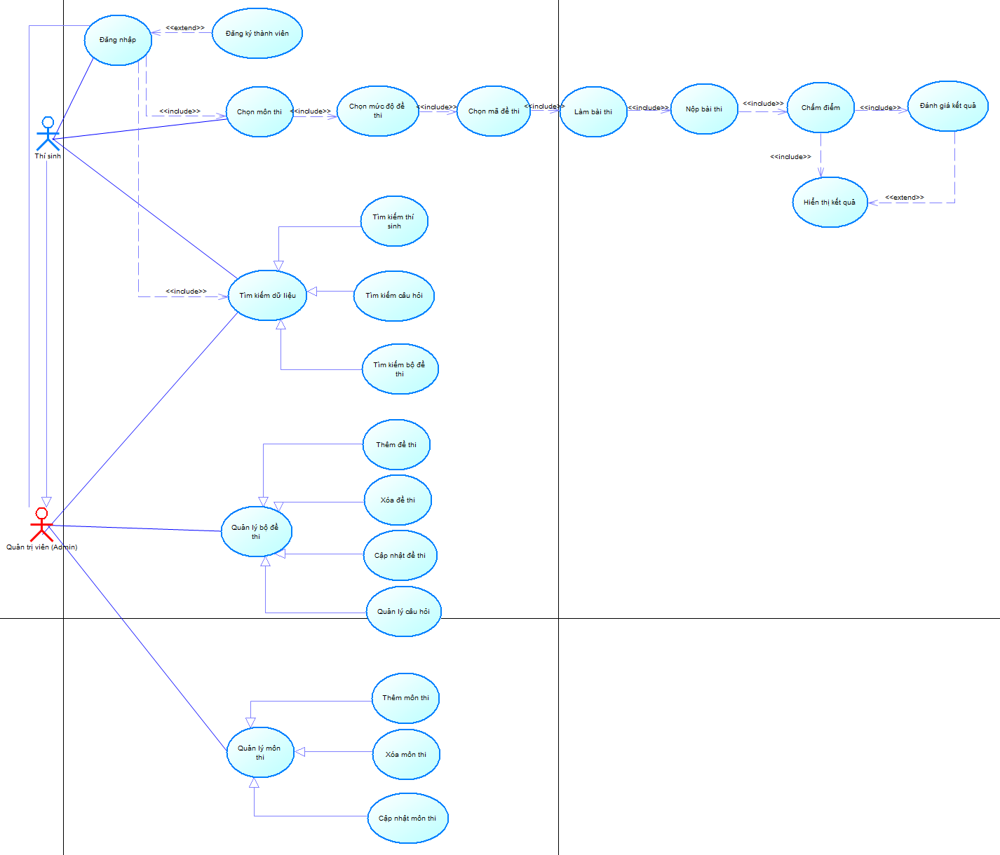 Đăng nhập
<<extend>>
Đăng ký thành viên
<<include>>
Chọn môn thi
<<include>>
Chọn mức độ đề
thi
<<include>>
Chọn mã đề thi
<<include>>
Làm bài thi
<<include>>
Nộp bài thi
<<include>>
Chấm điểm
<<include>>
Đánh giá kết quả
Thí sinh
<<include>>
Hiển thị kết quả
<<extend>>
Tìm kiếm thí
sinh
<<include>>
Tìm kiếm dữ liệu
Tìm kiếm câu hỏi
Tìm kiếm bộ đề
thi
Thêm đề thi
Xóa đề thi
Quản lý bộ đề
thi
Quản trị viên (Admin)
Cập nhật đề thi
Quản lý câu hỏi
Thêm môn thi
Quản lý môn
thi
Xóa môn thi
Cập nhật môn thi